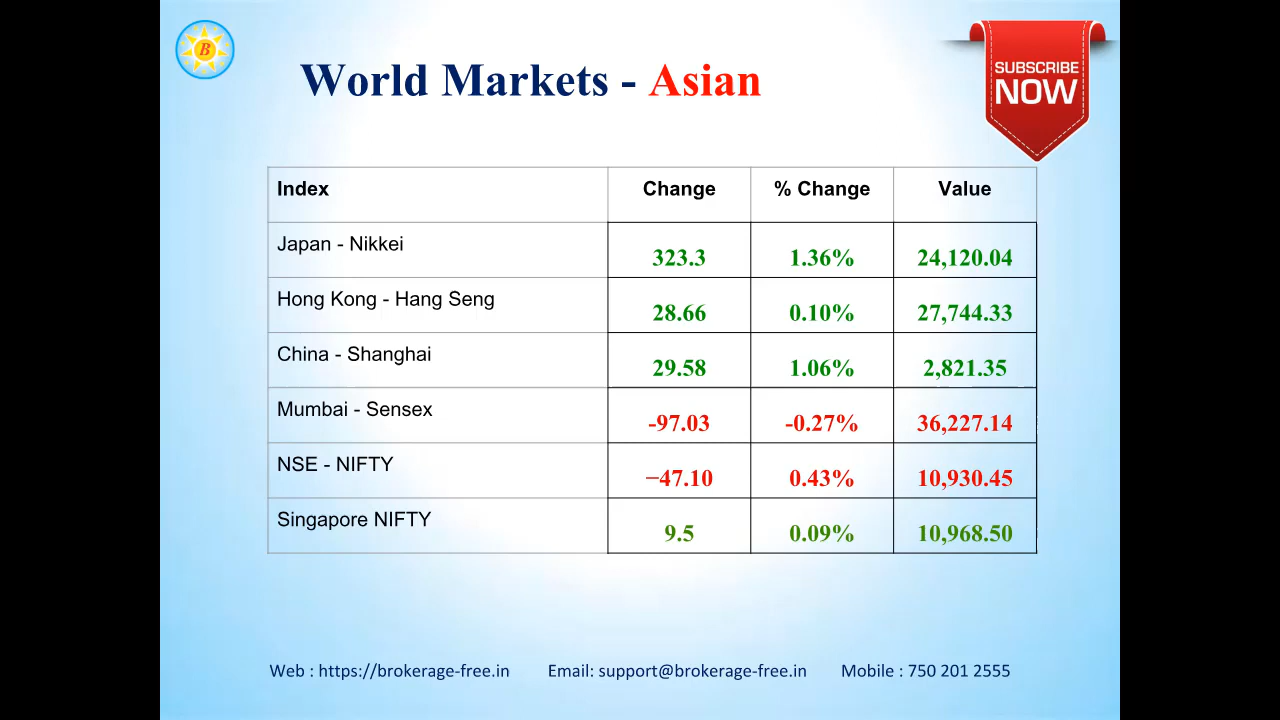 B
World Markets - Asian
SUBSCRIBE
NOW
Index Change % Change Value
Japan - Nikkei 323.3 1.36% 24,120.04
Hong Kong - Hang Seng 28.66 0.10% 27,744.33
China - Shanghai 29.58 1.06% 2,821.35
Mumbai - Sensex -97.03 -0.27% 36,227.14
NSE - NIFTY −47.10 0.43% 10,930.45
Singapore NIFTY 9.5 0.09% 10,968.50
Web : https://brokerage-free.in Email: support@brokerage-free.in Mobile : 750 201 2555